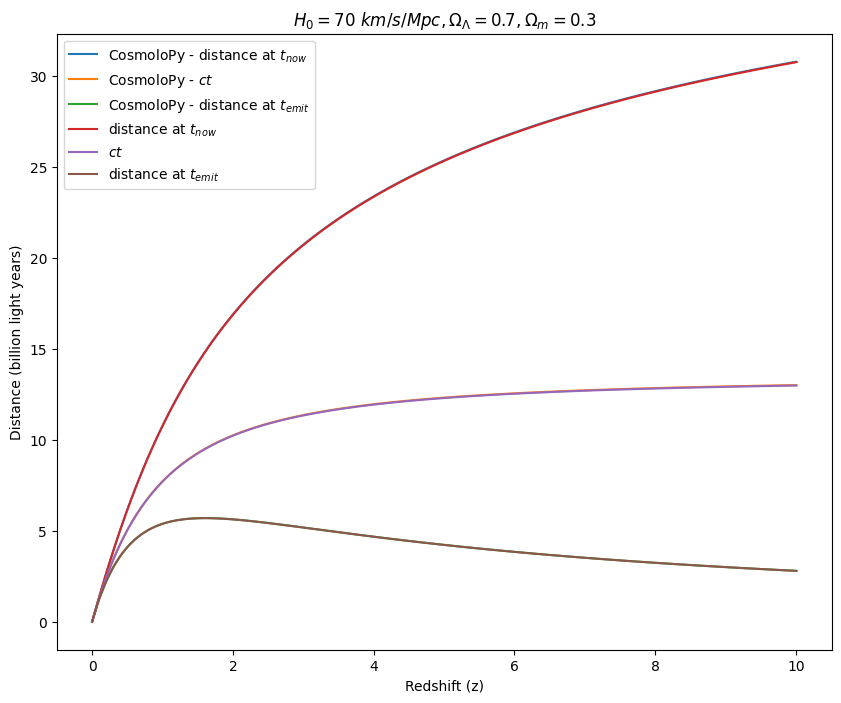 H₀ = 70 km/s/Mpc, Ω_Λ = 0.7, Ω_m = 0.3
CosmoloPy - distance at t_now
CosmoloPy - ct
CosmoloPy - distance at t_emit
distance at t_now
ct
distance at t_emit
30
25
20
15
10
5
0
Distance (billion light years)
0 2 4 6 8 10
Redshift (z)